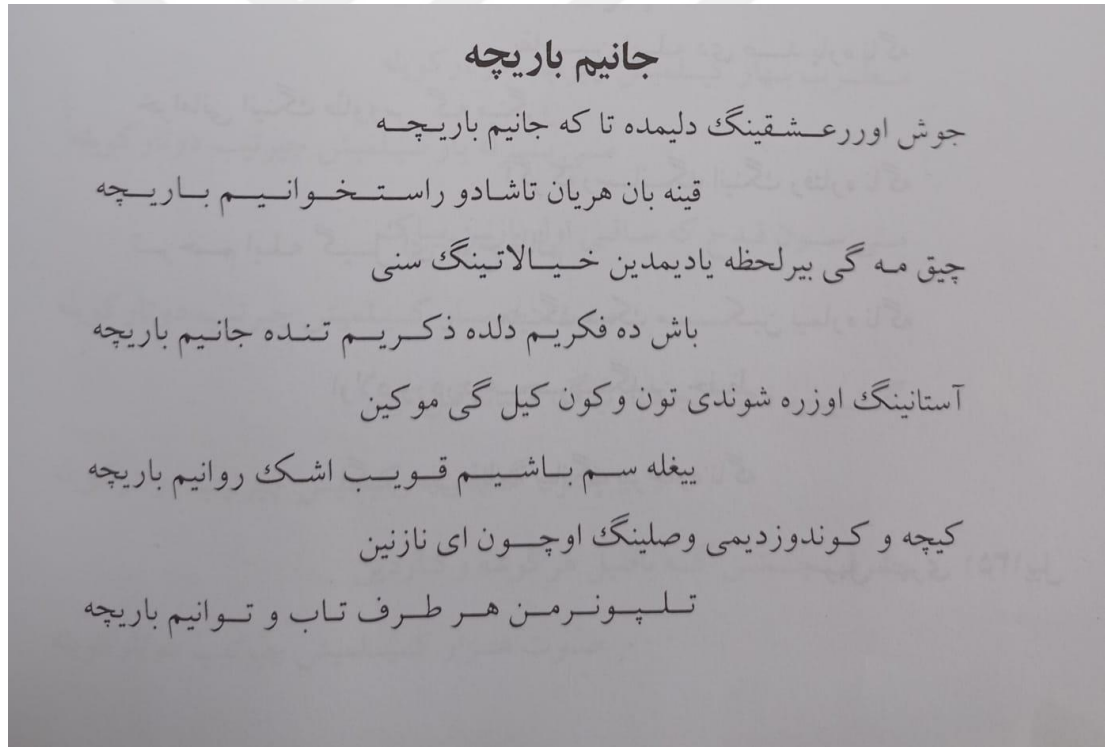 جانیم باریچه
جوش اوررعشقینگ دلیمده تا که جانیم باریچه
قینه بان هریان تاشادو راستخوانیم باریچه
چیق مه گی بیرلحظه یادیمدین خیالاتینگ سنی
باش ده فکریم دلده ذکریم تنده جانیم باریچه
آستانینگ اوزره شوندی تون وکون کیل گی موکین
ییغله سم باشیم قویب اشک روانیم باریچه
کیچه و کوندوزدیمی وصلینگ اوچون ای نازنین
تلپونرمن هر طرف تاب و توانیم باریچه